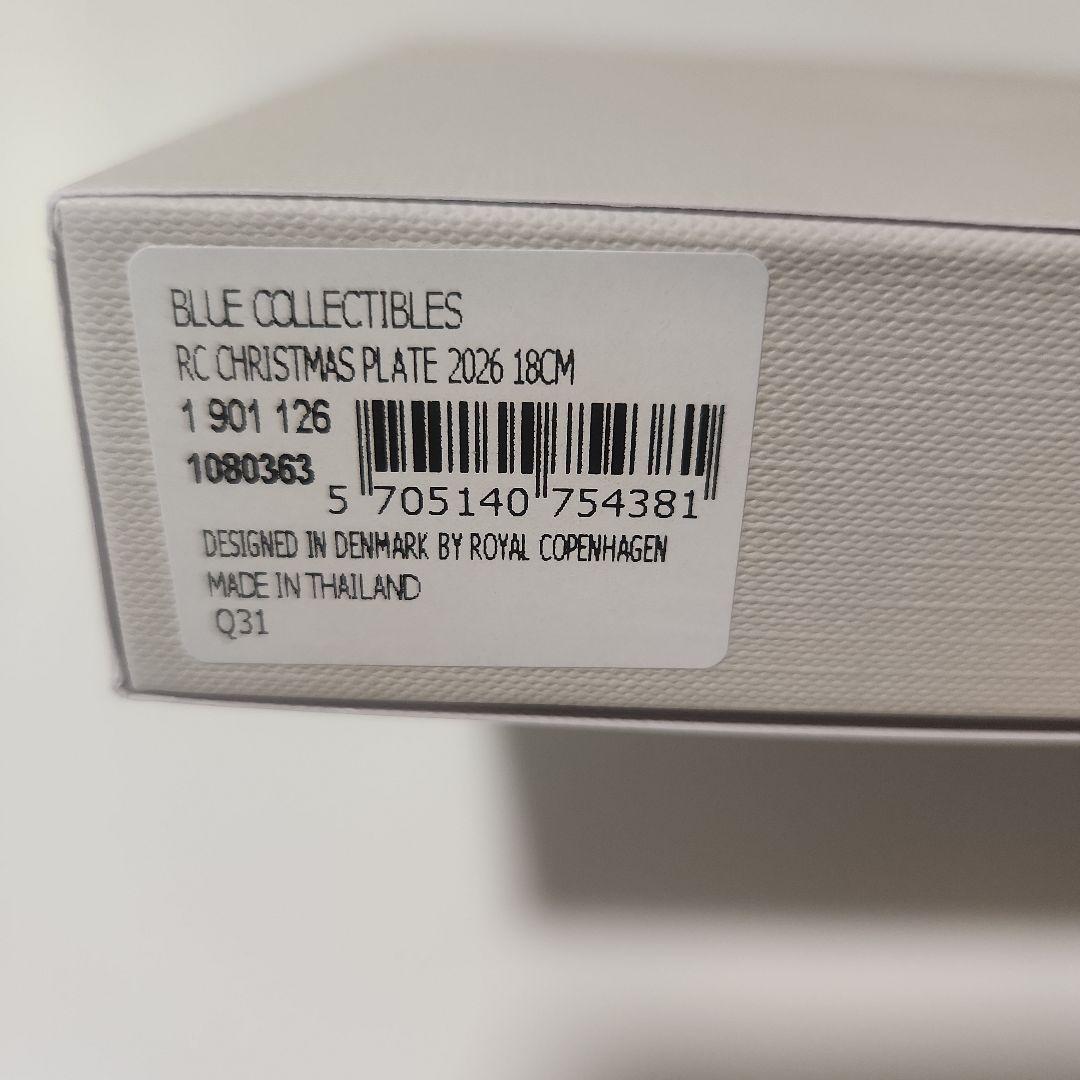 BLUE COLLECTIBLES
RC CHRISTMAS PLATE 2026 18CM
1 901 126
1080363
5 705140 754381
DESIGNED IN DENMARK BY ROYAL COPENHAGEN
MADE IN THAILAND
Q31